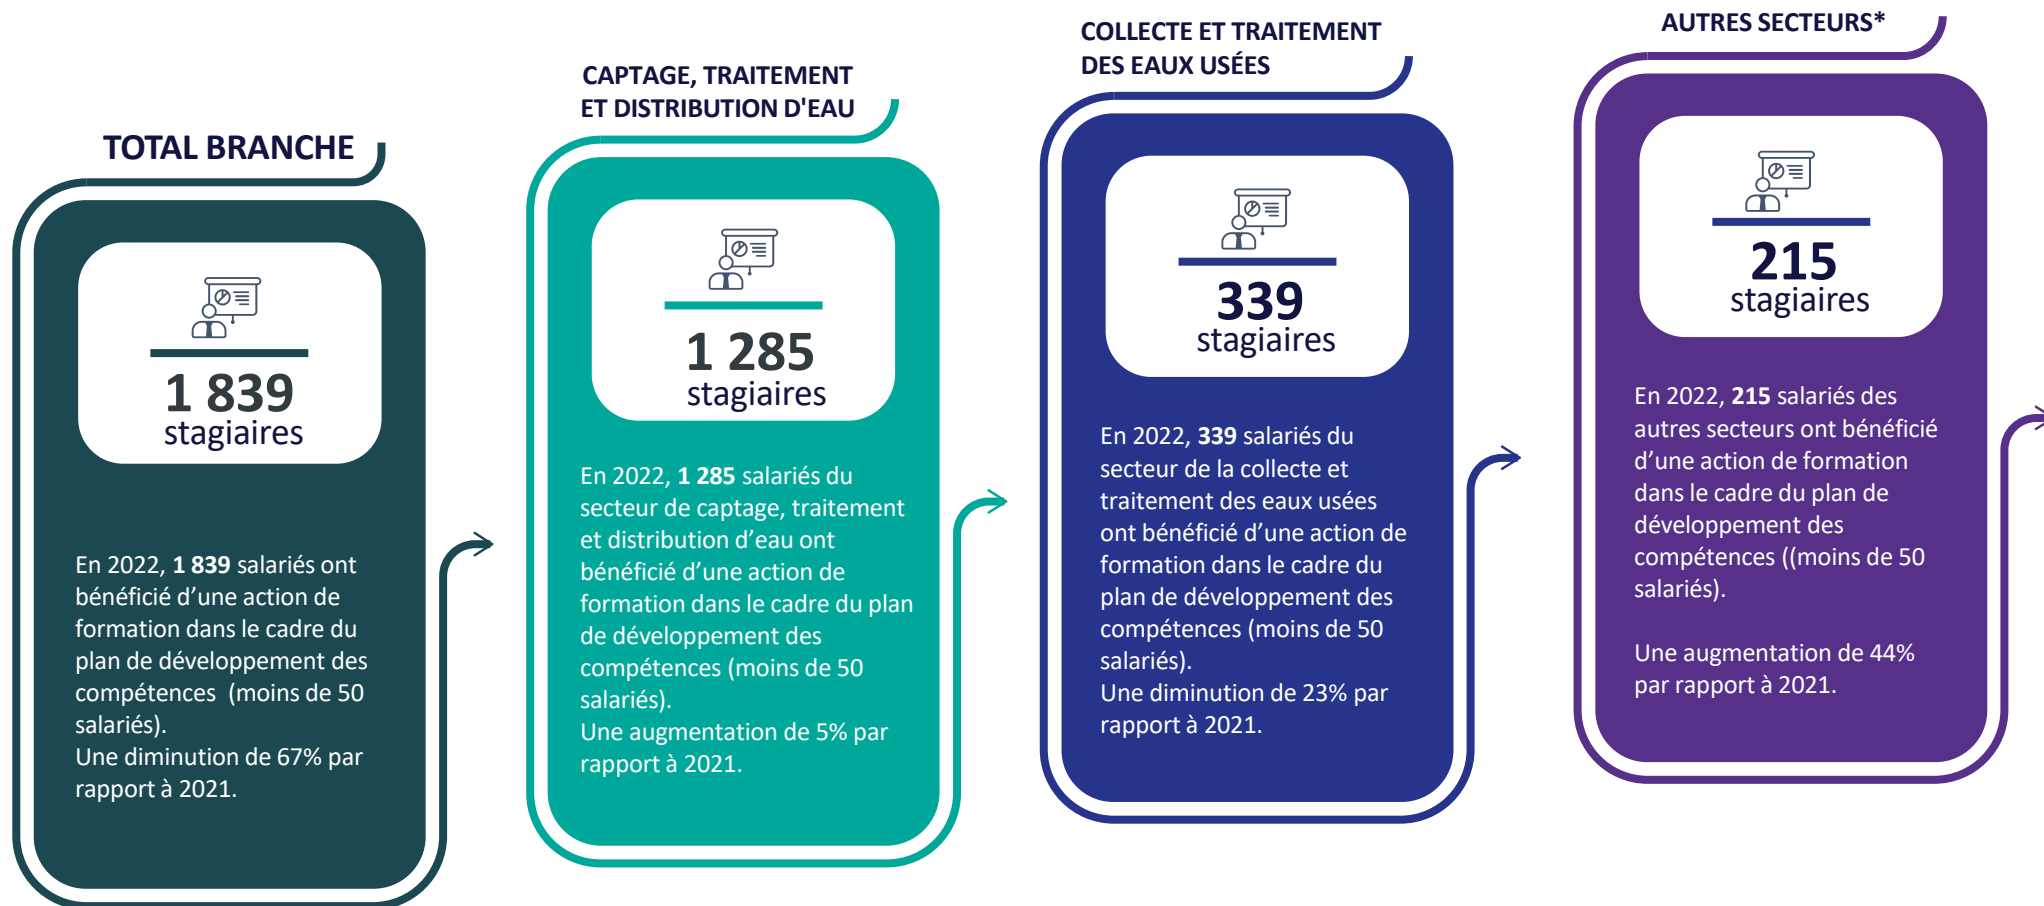 TOTAL BRANCHE
1 839
stagiaires
En 2022, 1 839 salariés ont
bénéficié d’une action de
formation dans le cadre du
plan de développement des
compétences  (moins de 50
salariés).
Une diminution de 67% par
rapport à 2021.
CAPTAGE, TRAITEMENT
ET DISTRIBUTION D'EAU
1 285
stagiaires
En 2022, 1 285 salariés du
secteur de captage, traitement
et distribution d’eau ont
bénéficié d’une action de
formation dans le cadre du plan
de développement des
compétences (moins de 50
salariés).
Une augmentation de 5% par
rapport à 2021.
COLLECTE ET TRAITEMENT
DES EAUX USÉES
339
stagiaires
En 2022, 339 salariés du
secteur de la collecte et
traitement des eaux usées
ont bénéficié d’une action de
formation dans le cadre du
plan de développement des
compétences (moins de 50
salariés).
Une diminution de 23% par
rapport à 2021.
AUTRES SECTEURS*
215
stagiaires
En 2022, 215 salariés des
autres secteurs ont bénéficié
d’une action de formation
dans le cadre du plan de
développement des
compétences ((moins de 50
salariés).
Une augmentation de 44%
par rapport à 2021.